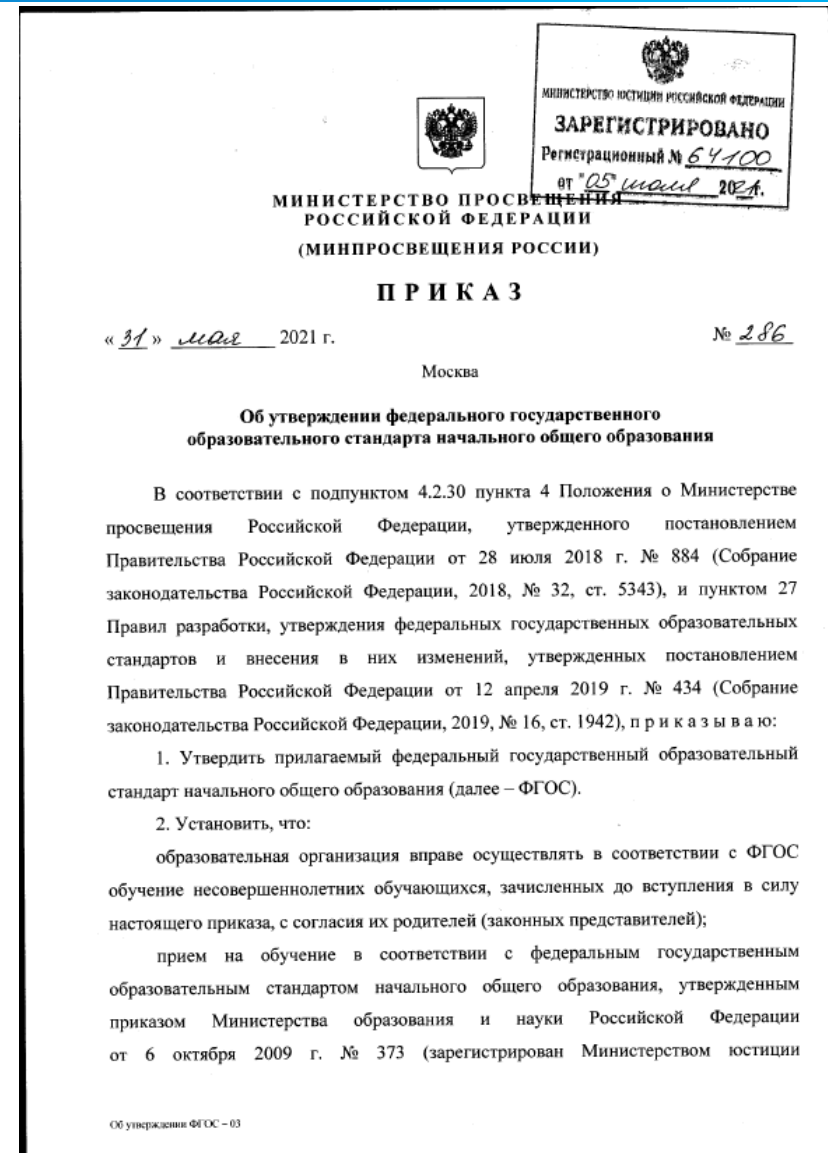 МИНИСТЕРСТВО ЮСТИЦИИ РОССИЙСКОЙ ФЕДЕРАЦИИ
ЗАРЕГИСТРИРОВАНО
Регистрационный № 64100
от "05" июля 2021.
МИНИСТЕРСТВО ПРОСВЕЩЕНИЯ
РОССИЙСКОЙ ФЕДЕРАЦИИ
(МИНПРОСВЕЩЕНИЯ РОССИИ)
ПРИКАЗ
« 31 » мая 2021 г.
№ 286
Москва
Об утверждении федерального государственного
образовательного стандарта начального общего образования
В соответствии с подпунктом 4.2.30 пункта 4 Положения о Министерстве
просвещения Российской Федерации, утвержденного постановлением
Правительства Российской Федерации от 28 июля 2018 г. № 884 (Собрание
законодательства Российской Федерации, 2018, № 32, ст. 5343), и пунктом 27
Правил разработки, утверждения федеральных государственных образовательных
стандартов и внесения в них изменений, утвержденных постановлением
Правительства Российской Федерации от 12 апреля 2019 г. № 434 (Собрание
законодательства Российской Федерации, 2019, № 16, ст. 1942), п р и к а з ы в а ю:
1. Утвердить прилагаемый федеральный государственный образовательный
стандарт начального общего образования (далее – ФГОС).
2. Установить, что:
образовательная организация вправе осуществлять в соответствии с ФГОС
обучение несовершеннолетних обучающихся, зачисленных до вступления в силу
настоящего приказа, с согласия их родителей (законных представителей);
прием на обучение в соответствии с федеральным государственным
образовательным стандартом начального общего образования, утвержденным
приказом Министерства образования и науки Российской Федерации
от 6 октября 2009 г. № 373 (зарегистрирован Министерством юстиции
Об утверждении ФГОС – 03